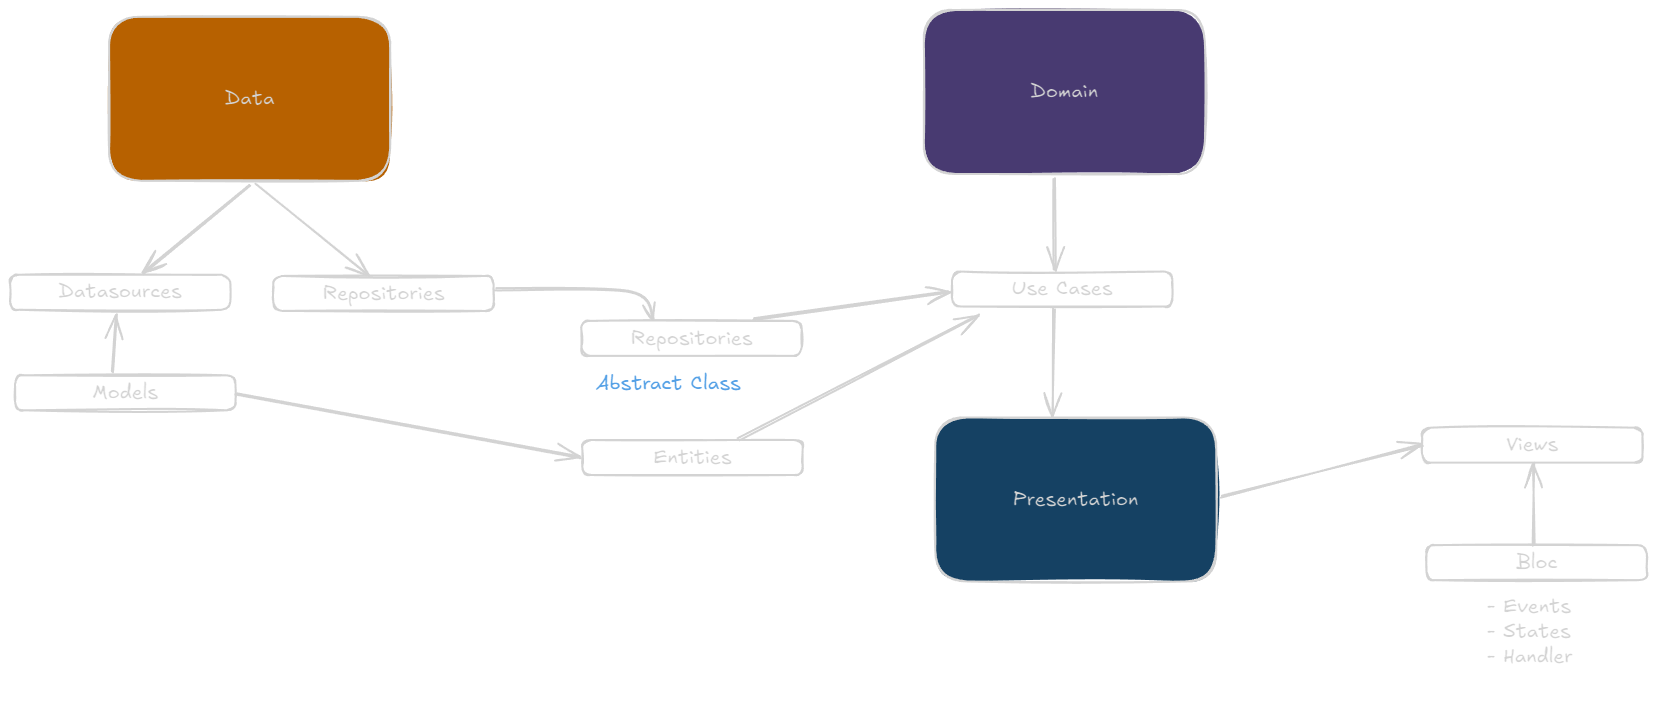 Data
Domain
Datasources
Repositories
Use Cases
Repositories
Abstract Class
Models
Entities
Views
Presentation
Bloc
- Events
- States
- Handler